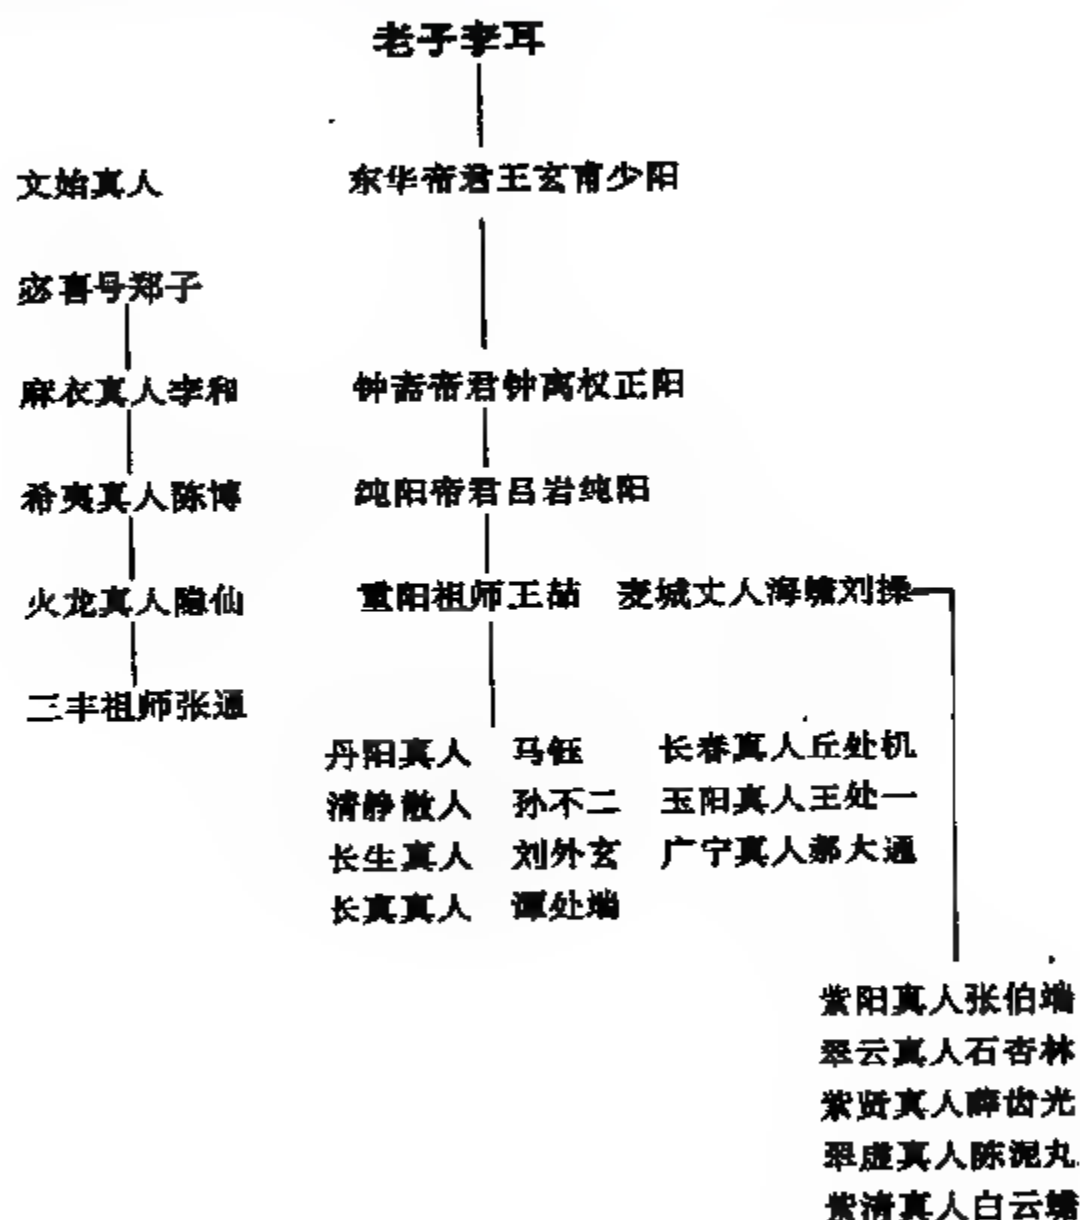 老子李耳
文始真人
东华帝君王玄甫少阳
喜号郑子
麻衣真人李和
钟离权正阳
希夷真人陈博
纯阳帝君吕岩纯阳
火龙真人隐仙
重阳祖师王喆
城丈人海蟾刘操
三丰祖师张通
丹阳真人 马钰
长春真人丘处机
清静散人 孙不二
玉阳真人王处一
长生真人 刘外玄
广宁真人郝大通
长真真人 谭处端
紫阳真人张伯端
翠云真人石杏林
紫贤真人薛齿光
翠虚真人陈泥丸
紫清真人白云蟾